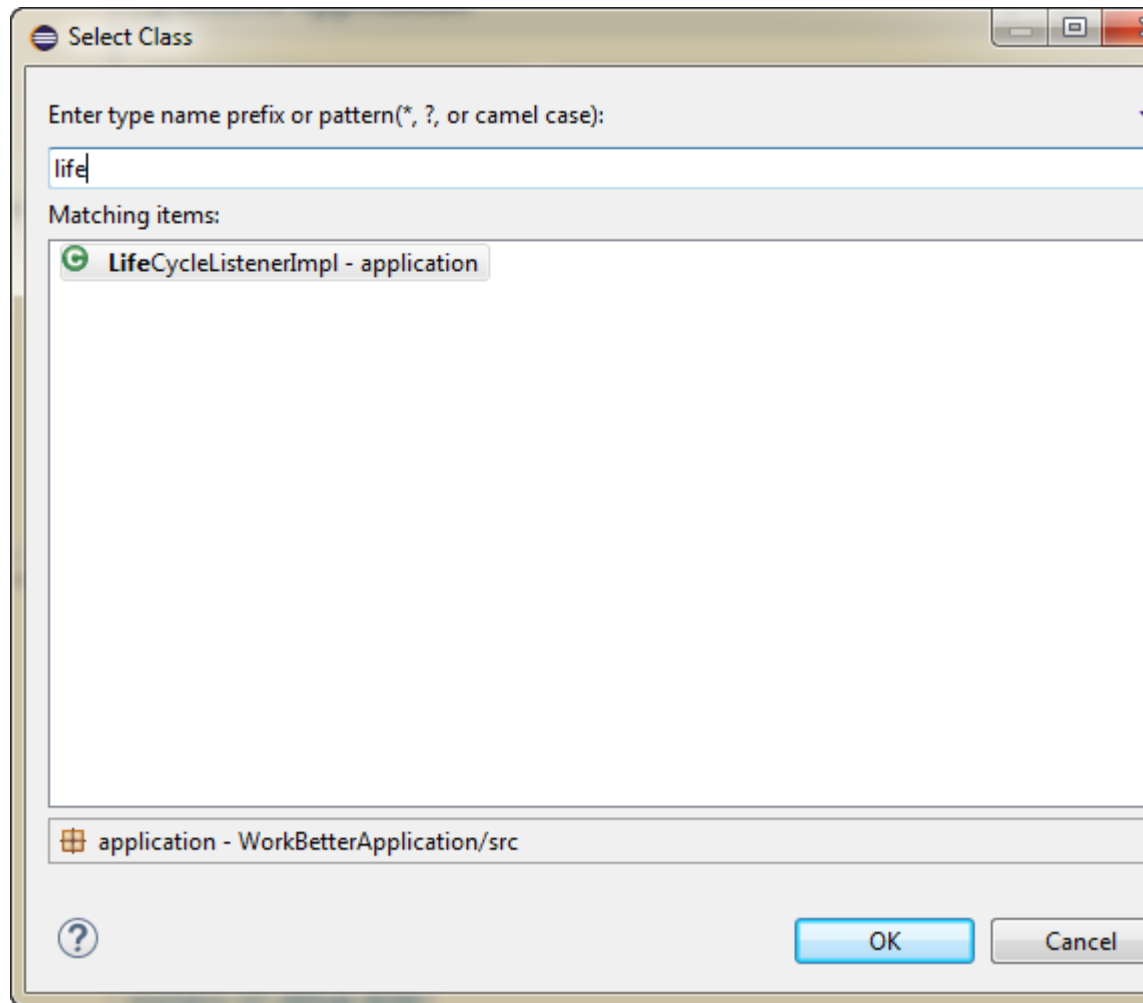 Select Class
Enter type name prefix or pattern(*, ?, or camel case):
life
Matching items:
LifeCycleListenerImpl - application
application - WorkBetterApplication/src
OK
Cancel